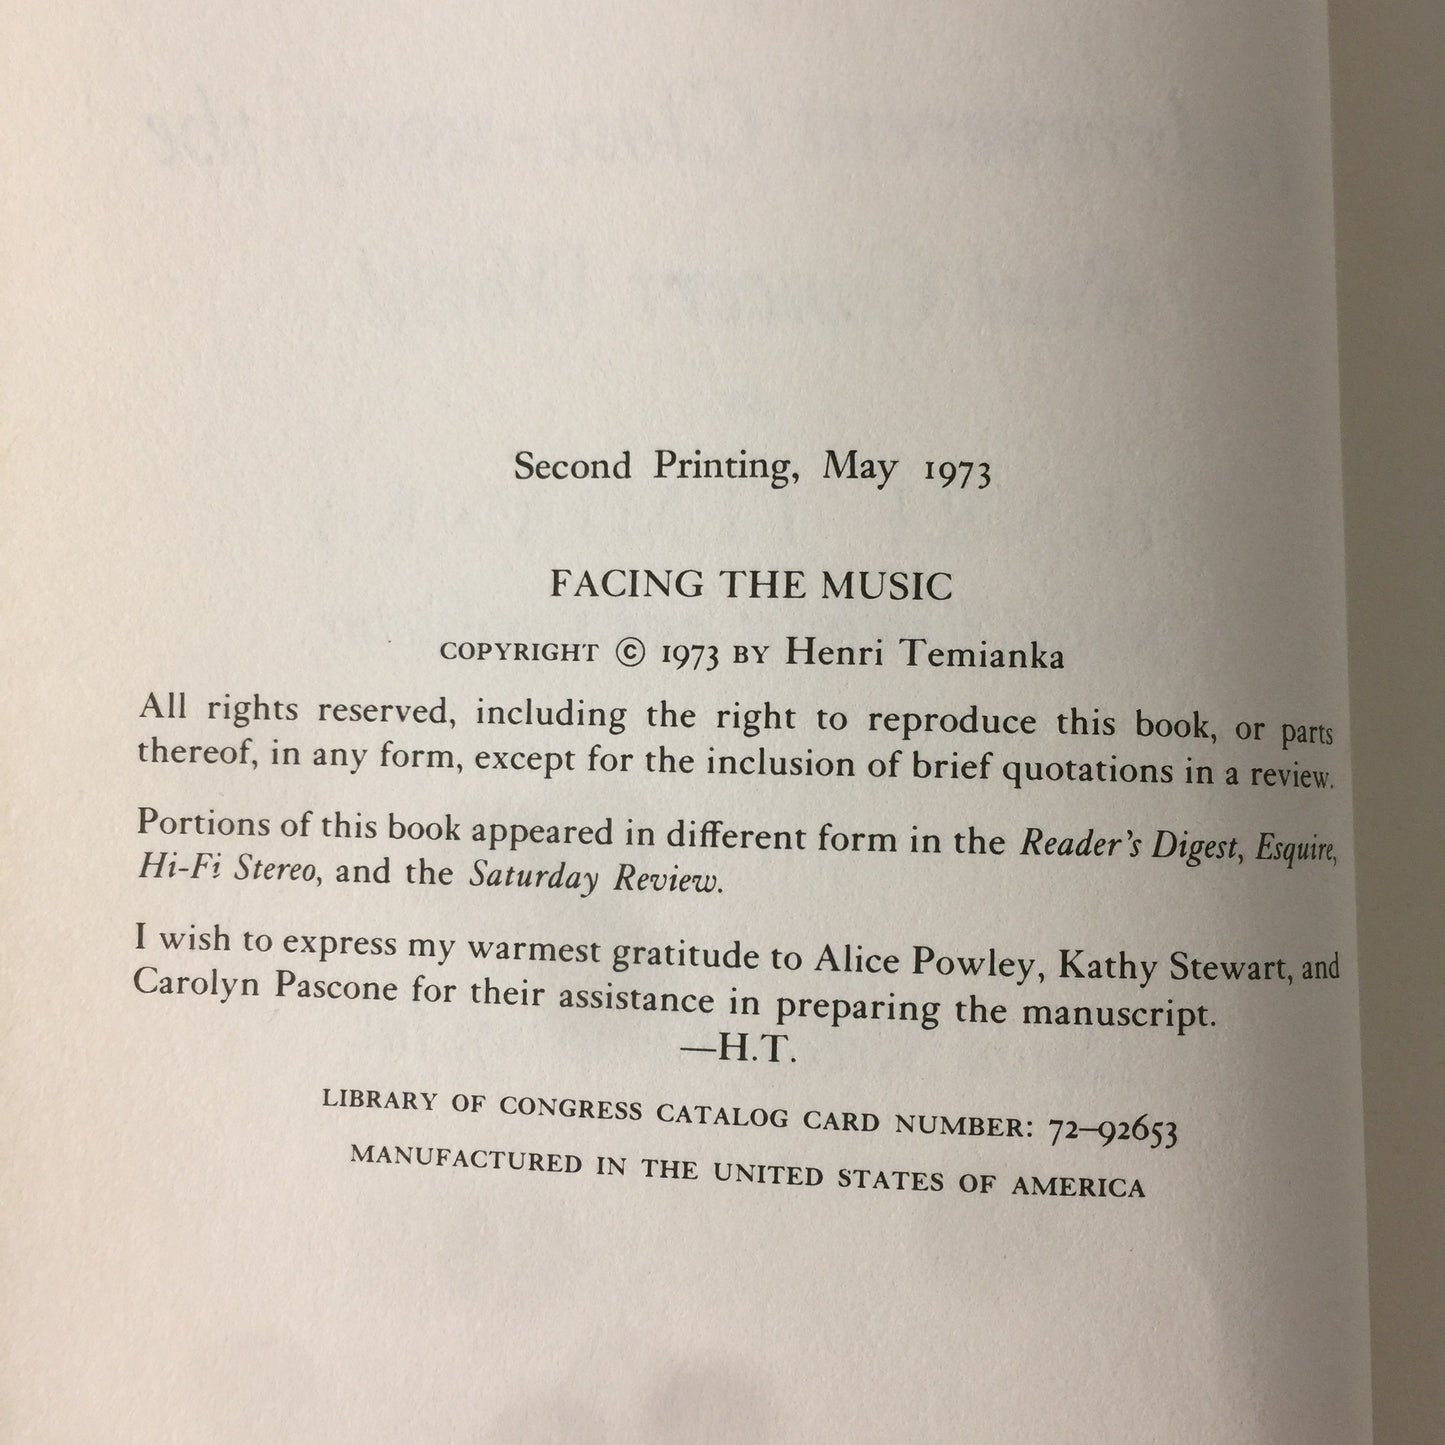 Second Printing, May 1973
FACING THE MUSIC
COPYRIGHT © 1973 BY Henri Temianka
All rights reserved, including the right to reproduce this book, or parts
thereof, in any form, except for the inclusion of brief quotations in a review.
Portions of this book appeared in different form in the Reader's Digest, Esquire,
Hi-Fi Stereo, and the Saturday Review.
I wish to express my warmest gratitude to Alice Powley, Kathy Stewart, and
Carolyn Pascone for their assistance in preparing the manuscript.
—H.T.
LIBRARY OF CONGRESS CATALOG CARD NUMBER: 72–92653
MANUFACTURED IN THE UNITED STATES OF AMERICA